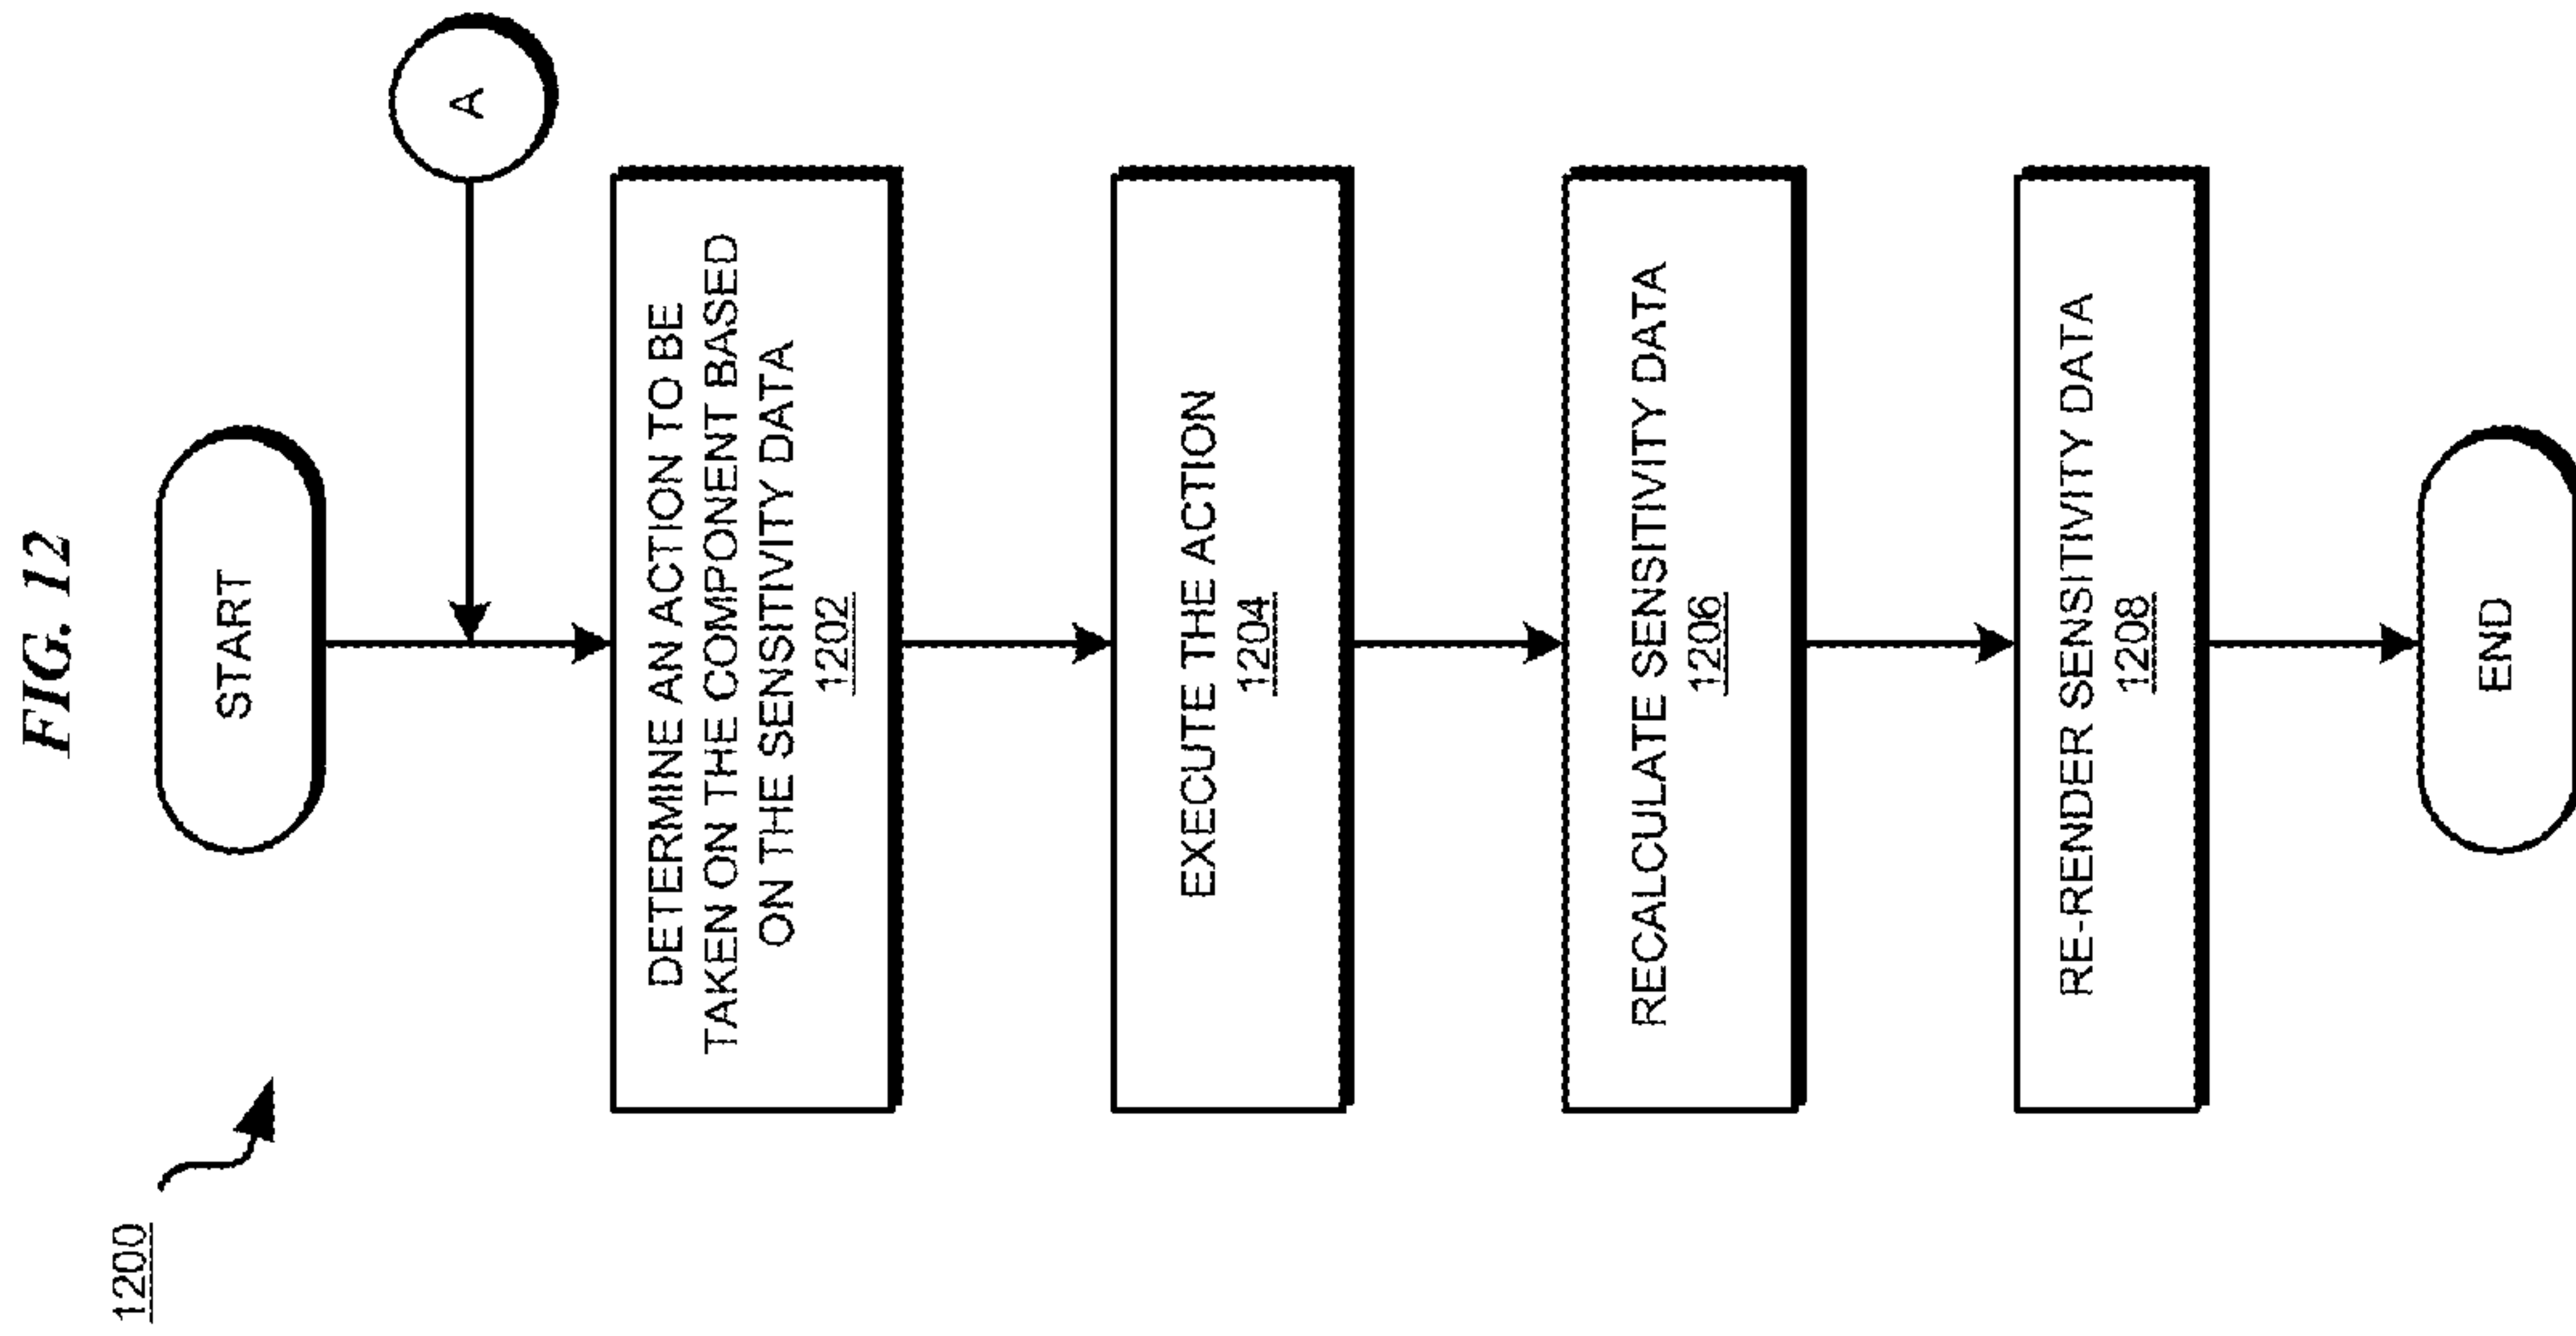 FIG. 12
1200
START
A
DETERMINE AN ACTION TO BE
TAKEN ON THE COMPONENT BASED
ON THE SENSITIVITY DATA
1202
EXECUTE THE ACTION
1204
RECALCULATE SENSITIVITY DATA
1206
RE-RENDER SENSITIVITY DATA
1208
END